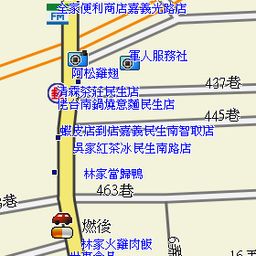 全家便利商店嘉義光路店
FM
軍人服務社
阿松雞翅
437巷
清森茶莊民生店
老台南鍋燒意麵民生店
445巷
蝦皮店到店嘉義民生南智取店
吳家紅茶冰民生南路店
林家當歸鴨
463巷
燃後
林家火雞肉飯